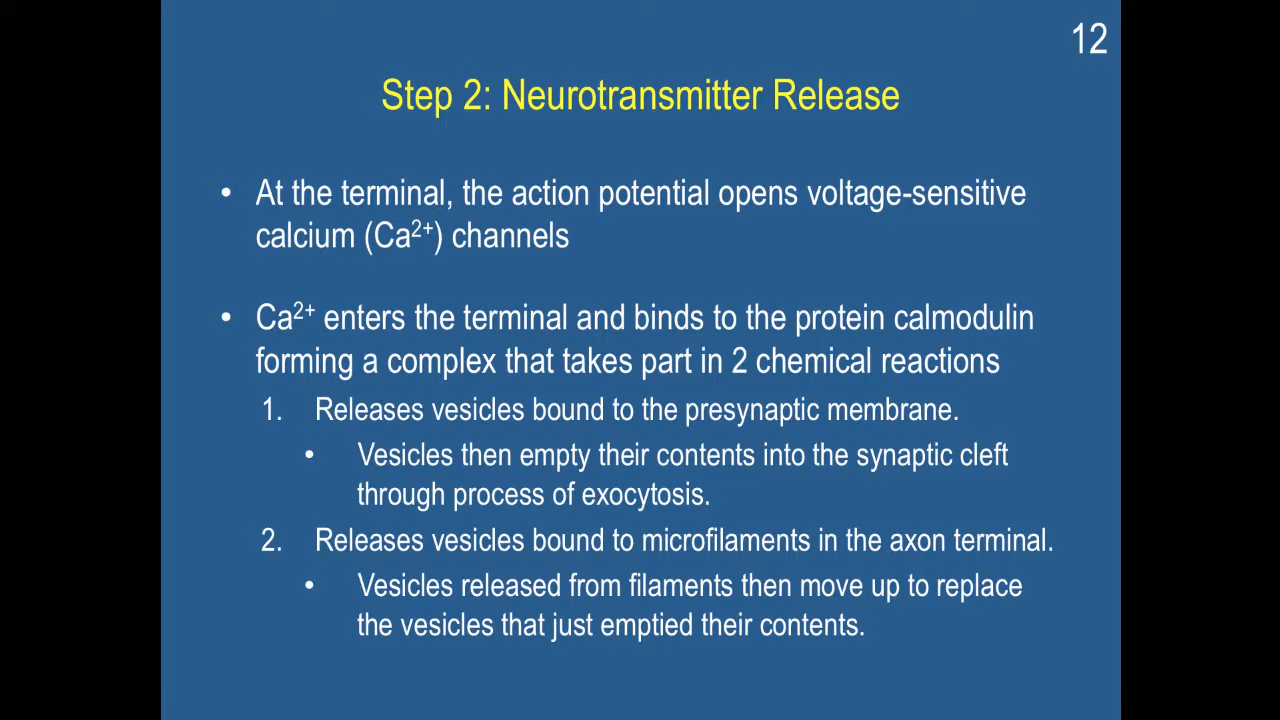 12
Step 2: Neurotransmitter Release
• At the terminal, the action potential opens voltage-sensitive
calcium (Ca²⁺) channels
• Ca²⁺ enters the terminal and binds to the protein calmodulin
forming a complex that takes part in 2 chemical reactions
1. Releases vesicles bound to the presynaptic membrane.
• Vesicles then empty their contents into the synaptic cleft
through process of exocytosis.
2. Releases vesicles bound to microfilaments in the axon terminal.
• Vesicles released from filaments then move up to replace
the vesicles that just emptied their contents.